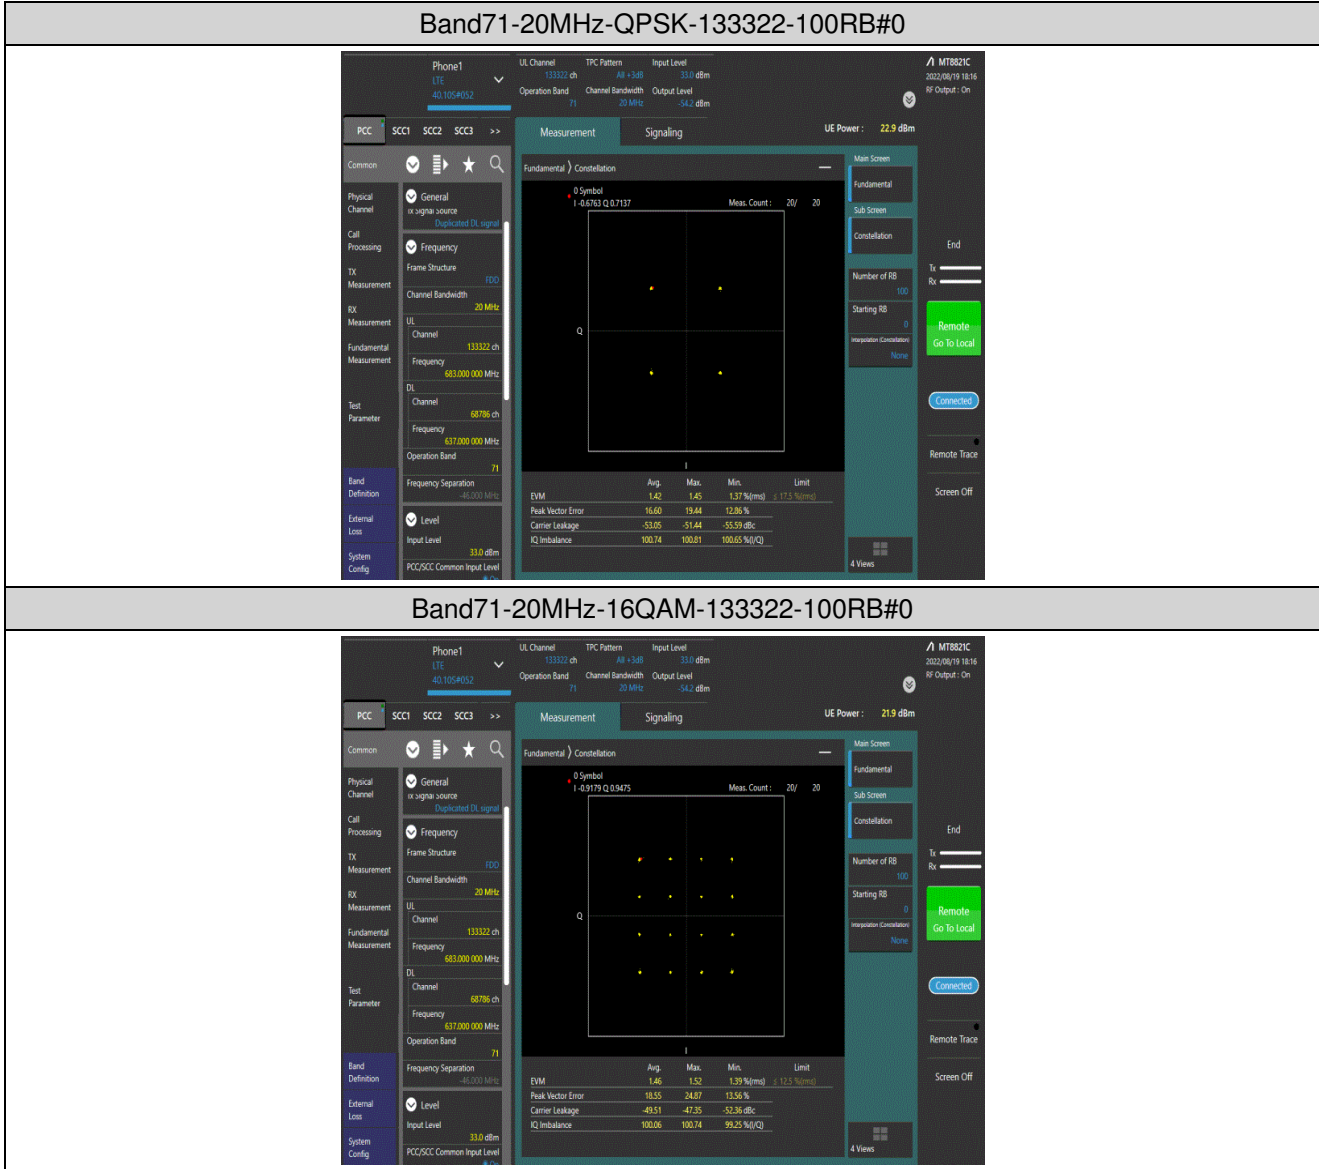 Band71-20MHz-QPSK-133322-100RB#0
Phone1
LTE
40.10S#052
UL Channel TPC Pattern Input Level
133322 ch All +3dB 33.0 dBm
Operation Band Channel Bandwidth Output Level
71 20 MHz -54.2 dBm
MT8821C
2022/08/19 18:16
RF Output : On
PCC SCC1 SCC2 SCC3 >>
Measurement Signaling
UE Power : 22.9 dBm
Common
Physical
Channel
Call
Processing
TX
Measurement
RX
Measurement
Fundamental
Measurement
Test
Parameter
Band
Definition
External
Loss
System
Config
General
Tx Signal Source
Duplicated DL signal
Frequency
Frame Structure
FDD
Channel Bandwidth
20 MHz
UL
Channel
133322 ch
Frequency
683.000 000 MHz
DL
Channel
68786 ch
Frequency
637.000 000 MHz
Operation Band
71
Frequency Separation
-46.000 MHz
Level
Input Level
33.0 dBm
PCC/SCC Common Input Level
On
Fundamental 〉 Constellation
0 Symbol
I -0.6763 Q 0.7137 Meas. Count : 20/ 20
Q
I
Avg. Max. Min. Limit
EVM 1.42 1.45 1.37 %(rms) ≤ 17.5 %(rms)
Peak Vector Error 16.60 19.44 12.86 %
Carrier Leakage -53.05 -51.44 -55.59 dBc
IQ Imbalance 100.74 100.81 100.65 %(I/Q)
Main Screen
Fundamental
Sub Screen
Constellation
Number of RB
100
Starting RB
0
Interpolation (Constellation)
None
4 Views
End
Tx
Rx
Remote
Go To Local
Connected
Remote Trace
Screen Off
Band71-20MHz-16QAM-133322-100RB#0
Phone1
LTE
40.10S#052
UL Channel TPC Pattern Input Level
133322 ch All +3dB 33.0 dBm
Operation Band Channel Bandwidth Output Level
71 20 MHz -54.2 dBm
MT8821C
2022/08/19 18:16
RF Output : On
PCC SCC1 SCC2 SCC3 >>
Measurement Signaling
UE Power : 21.9 dBm
Common
Physical
Channel
Call
Processing
TX
Measurement
RX
Measurement
Fundamental
Measurement
Test
Parameter
Band
Definition
External
Loss
System
Config
General
Tx Signal Source
Duplicated DL signal
Frequency
Frame Structure
FDD
Channel Bandwidth
20 MHz
UL
Channel
133322 ch
Frequency
683.000 000 MHz
DL
Channel
68786 ch
Frequency
637.000 000 MHz
Operation Band
71
Frequency Separation
-46.000 MHz
Level
Input Level
33.0 dBm
PCC/SCC Common Input Level
On
Fundamental 〉 Constellation
0 Symbol
I -0.9179 Q 0.9475 Meas. Count : 20/ 20
Q
I
Avg. Max. Min. Limit
EVM 1.46 1.52 1.39 %(rms) ≤ 12.5 %(rms)
Peak Vector Error 18.55 24.87 13.56 %
Carrier Leakage -49.51 -47.35 -52.36 dBc
IQ Imbalance 100.06 100.74 99.25 %(I/Q)
Main Screen
Fundamental
Sub Screen
Constellation
Number of RB
100
Starting RB
0
Interpolation (Constellation)
None
4 Views
End
Tx
Rx
Remote
Go To Local
Connected
Remote Trace
Screen Off